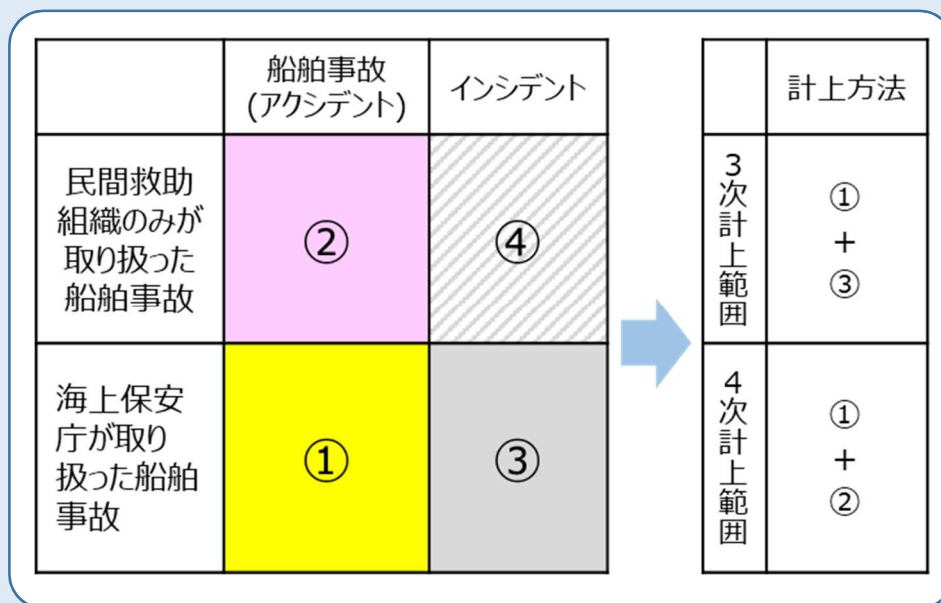 船舶事故
(アクシデント)
インシデント
計上方法
民間救助
組織のみが
取り扱った
船舶事故
②
④
3次計上範囲
①
+
③
海上保安
庁が取り
扱った船舶
事故
①
③
4次計上範囲
①
+
②